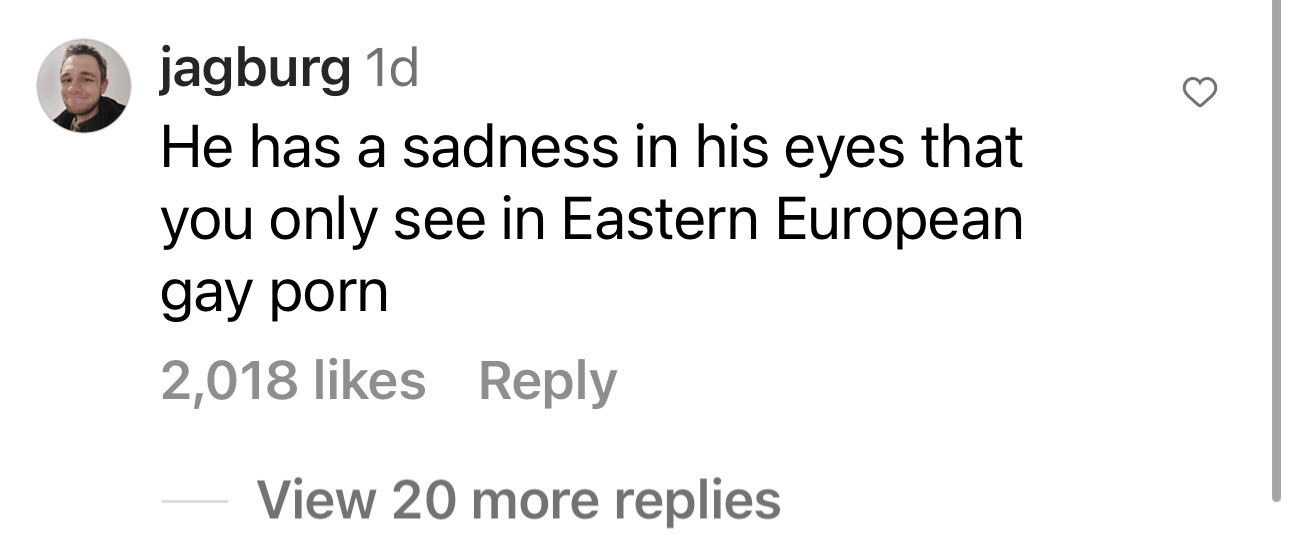 jagburg 1d
He has a sadness in his eyes that
you only see in Eastern European
gay porn
2,018 likes Reply
View 20 more replies